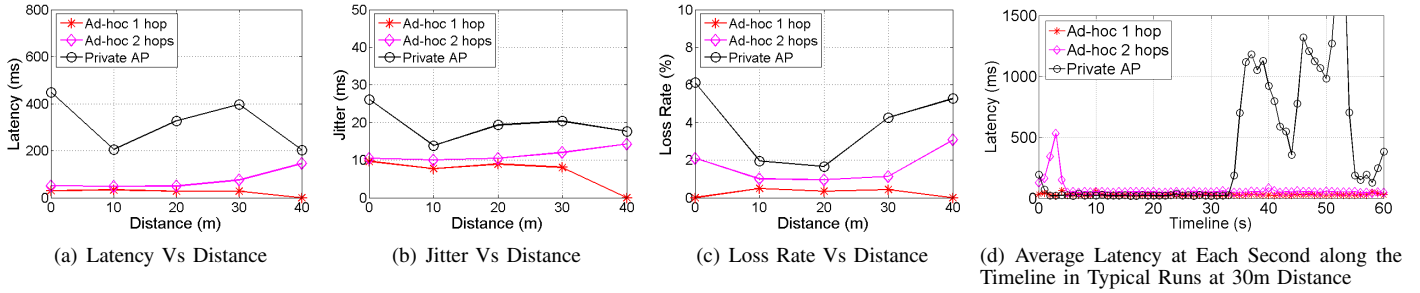 800
600
400
200
0
Latency (ms)
Ad-hoc 1 hop
Ad-hoc 2 hops
Private AP
0 10 20 30 40
Distance (m)
(a) Latency Vs Distance
50
40
30
20
10
0
Jitter (ms)
Ad-hoc 1 hop
Ad-hoc 2 hops
Private AP
0 10 20 30 40
Distance (m)
(b) Jitter Vs Distance
10
8
6
4
2
0
Loss Rate (%)
Ad-hoc 1 hop
Ad-hoc 2 hops
Private AP
0 10 20 30 40
Distance (m)
(c) Loss Rate Vs Distance
1500
1000
500
0
Latency (ms)
Ad-hoc 1 hop
Ad-hoc 2 hops
Private AP
0 10 20 30 40 50 60
Timeline (s)
(d) Average Latency at Each Second along the
Timeline in Typical Runs at 30m Distance